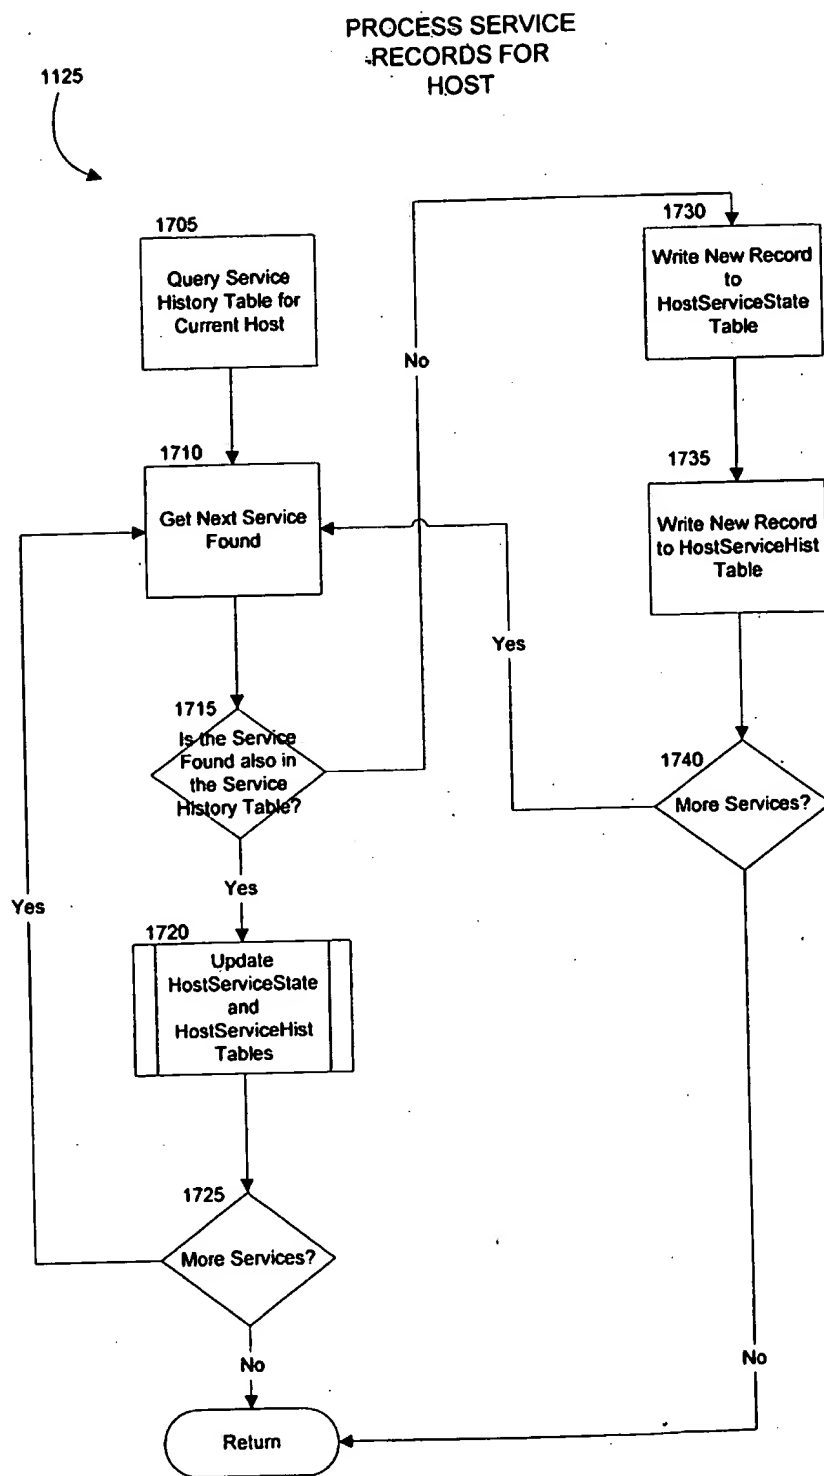 PROCESS SERVICE
RECORDS FOR
HOST
1125
1705
Query Service
History Table for
Current Host
1710
Get Next Service
Found
1715
Is the Service
Found also in
the Service
History Table?
No
Yes
1720
Update
HostServiceState
and
HostServiceHist
Tables
1725
More Services?
Yes
No
Return
1730
Write New Record
to
HostServiceState
Table
1735
Write New Record
to HostServiceHist
Table
1740
More Services?
Yes
No